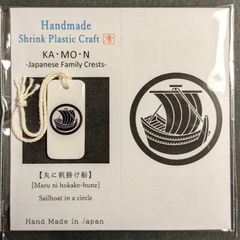 Handmade
Shrink Plastic Craft
KA・MO・N
-Japanese Family Crests-
【丸に帆掛け船】
[Maru ni hokake-bune]
Sailboat in a circle
Hand Made in Japan